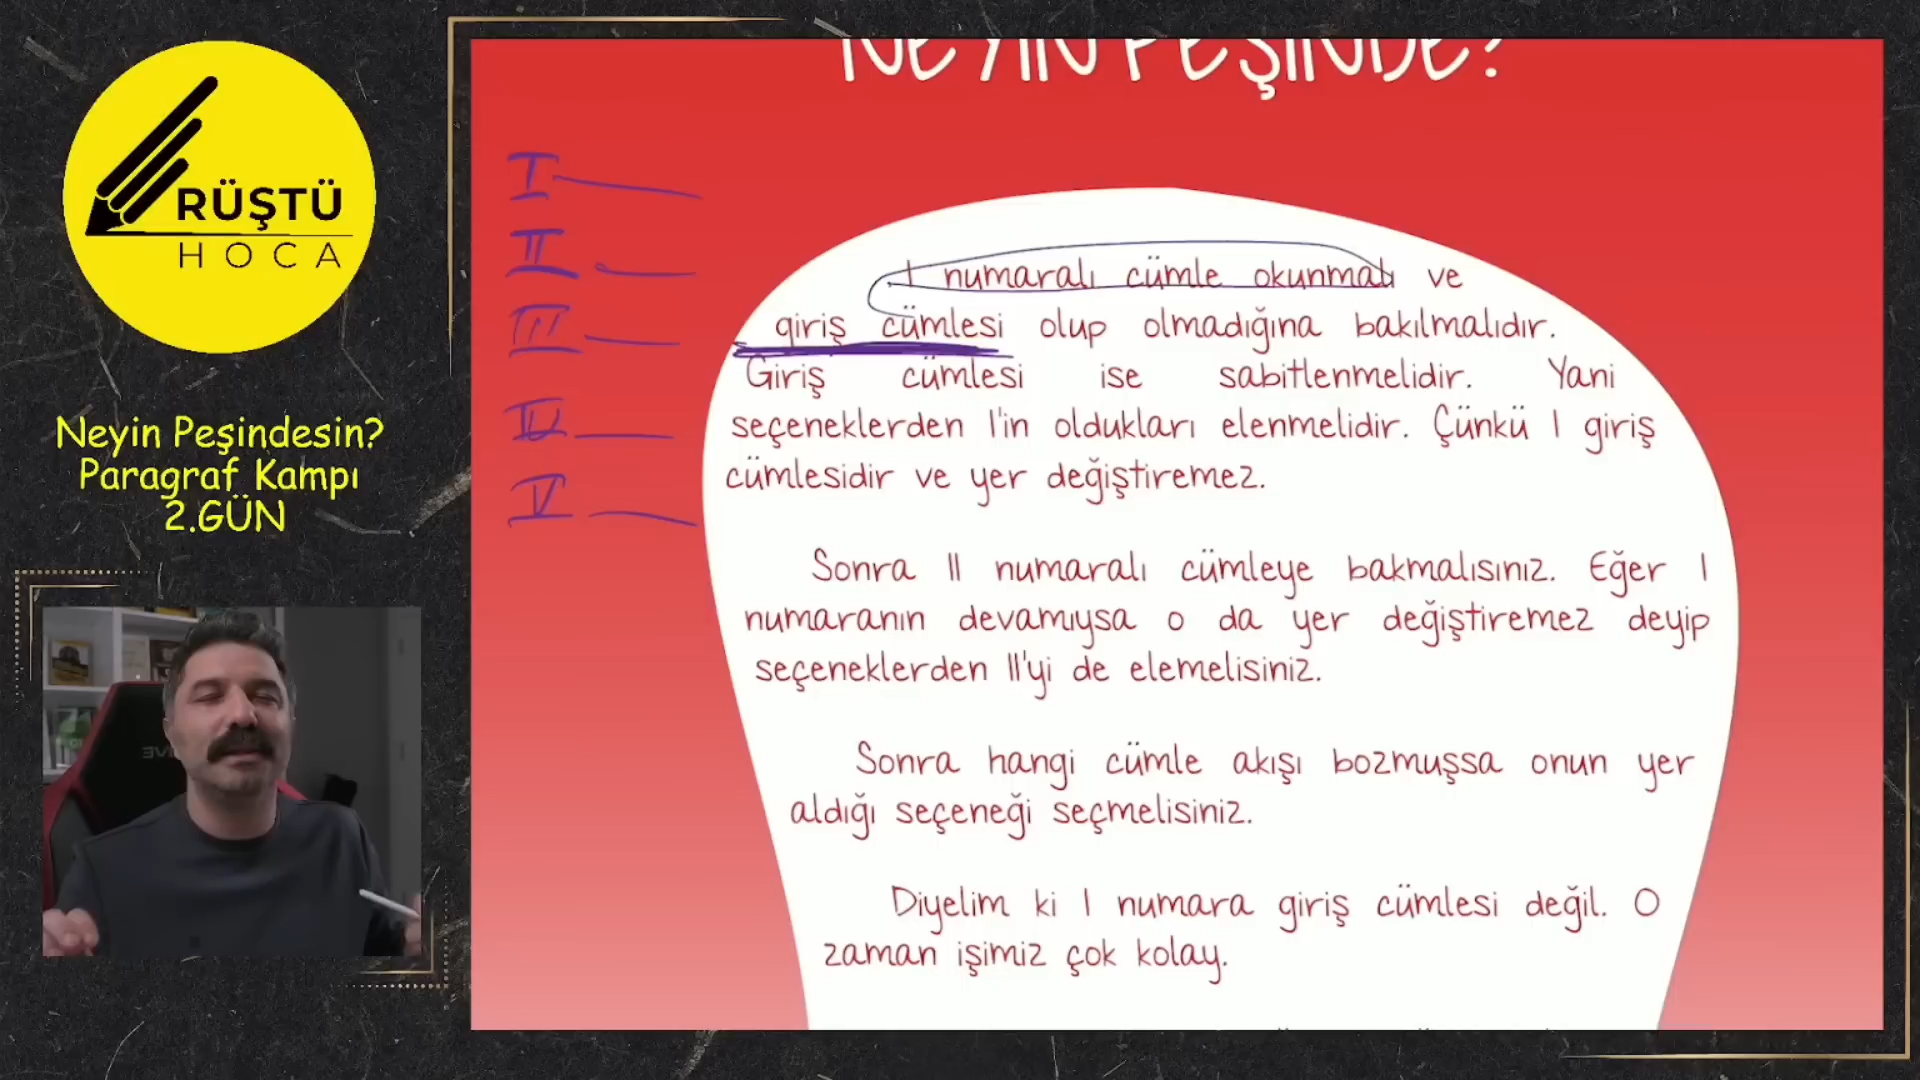 NEYİN PEŞİNDE?
RÜŞTÜ
HOCA
Neyin Peşindesin?
Paragraf Kampı
2.GÜN
I
II
III
IV
V
I numaralı cümle okunmalı ve
giriş cümlesi olup olmadığına bakılmalıdır.
Giriş cümlesi ise sabitlenmelidir. Yani
seçeneklerden I'in oldukları elenmelidir. Çünkü I giriş
cümlesidir ve yer değiştiremez.
Sonra II numaralı cümleye bakmalısınız. Eğer I
numaranın devamıysa o da yer değiştiremez deyip
seçeneklerden II'yi de elemelisiniz.
Sonra hangi cümle akışı bozmuşsa onun yer
aldığı seçeneği seçmelisiniz.
Diyelim ki I numara giriş cümlesi değil. O
zaman işimiz çok kolay.